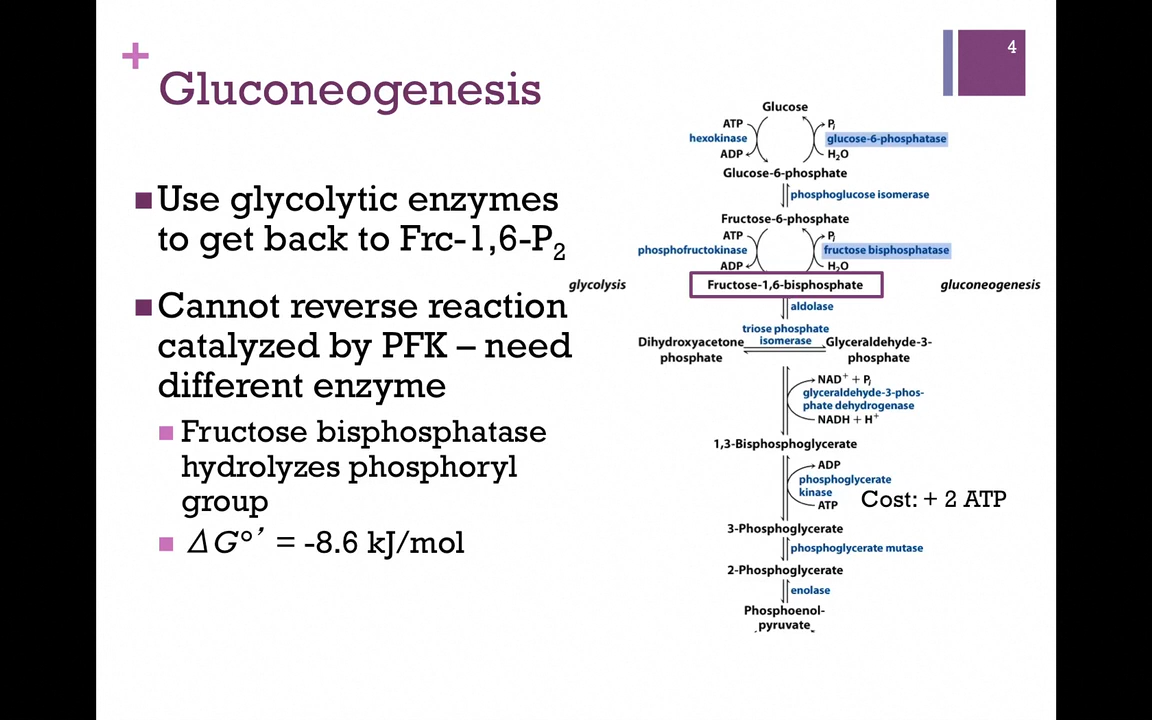 +
4
Gluconeogenesis
■ Use glycolytic enzymes
to get back to Frc-1,6-P₂
■ Cannot reverse reaction
catalyzed by PFK – need
different enzyme
■ Fructose bisphosphatase
hydrolyzes phosphoryl
group
■ ΔG°′ = -8.6 kJ/mol
Glucose
ATP
Pi
hexokinase
glucose-6-phosphatase
ADP
H₂O
Glucose-6-phosphate
phosphoglucose isomerase
Fructose-6-phosphate
ATP
Pi
phosphofructokinase
fructose bisphosphatase
ADP
H₂O
glycolysis
Fructose-1,6-bisphosphate
gluconeogenesis
aldolase
triose phosphate
isomerase
Dihydroxyacetone
phosphate
Glyceraldehyde-3-
phosphate
NAD⁺ + Pi
glyceraldehyde-3-phos-
phate dehydrogenase
NADH + H⁺
1,3-Bisphosphoglycerate
ADP
phosphoglycerate
kinase
ATP
Cost: + 2 ATP
3-Phosphoglycerate
phosphoglycerate mutase
2-Phosphoglycerate
enolase
Phosphoenol-
pyruvate